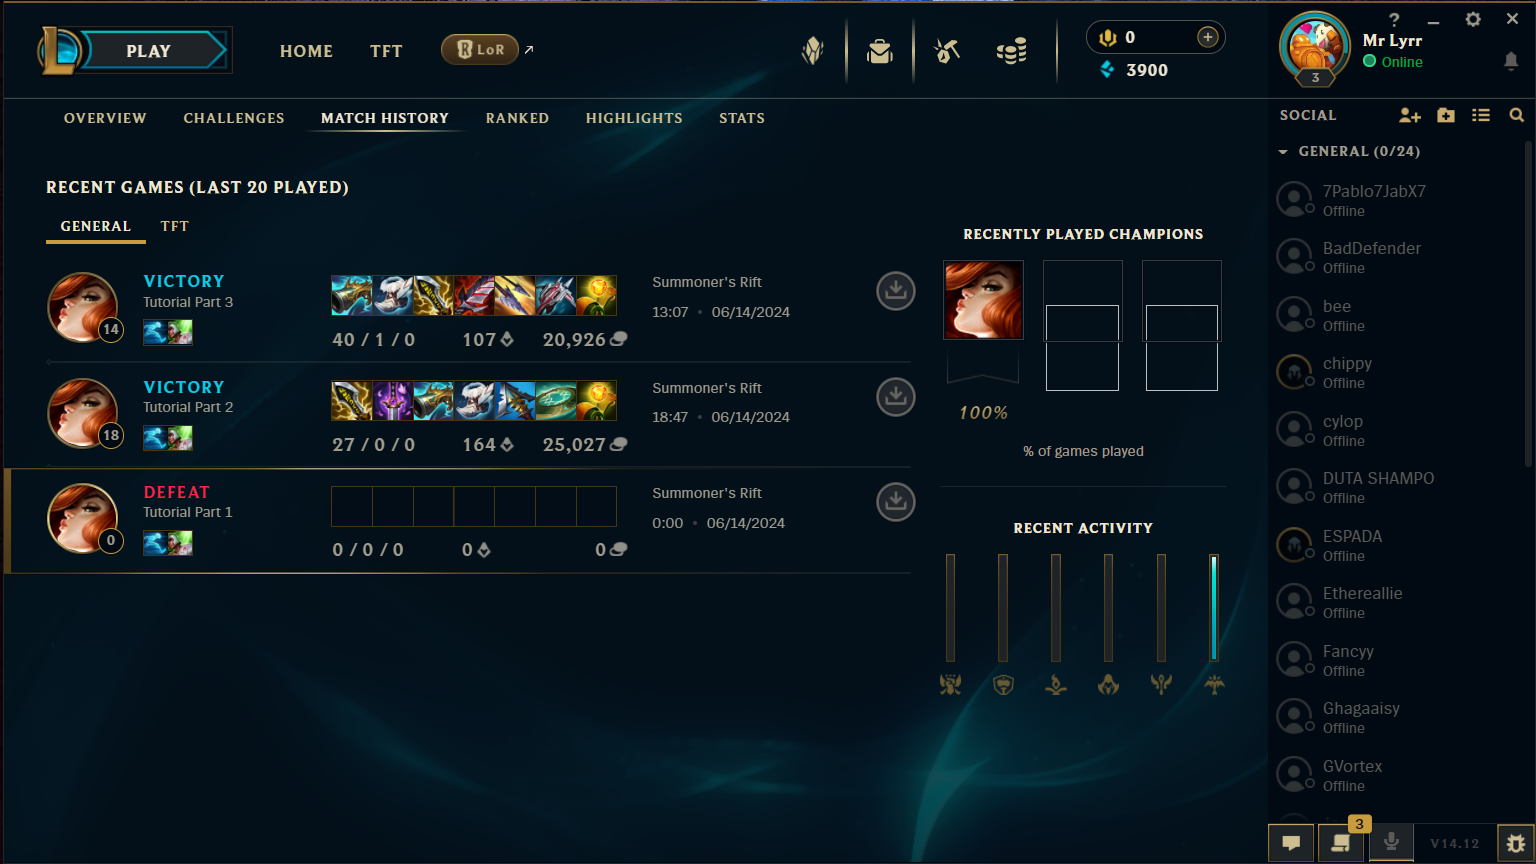 PLAY
HOME
TFT
LoR
0
3900
?
Mr Lyrr
Online
3
OVERVIEW
CHALLENGES
MATCH HISTORY
RANKED
HIGHLIGHTS
STATS
SOCIAL
GENERAL (0/24)
RECENT GAMES (LAST 20 PLAYED)
GENERAL
TFT
VICTORY
Tutorial Part 3
14
40 / 1 / 0
107
20,926
Summoner's Rift
13:07 • 06/14/2024
VICTORY
Tutorial Part 2
18
27 / 0 / 0
164
25,027
Summoner's Rift
18:47 • 06/14/2024
DEFEAT
Tutorial Part 1
0
0 / 0 / 0
0
0
Summoner's Rift
0:00 • 06/14/2024
RECENTLY PLAYED CHAMPIONS
100%
% of games played
RECENT ACTIVITY
7Pablo7JabX7
Offline
BadDefender
Offline
bee
Offline
chippy
Offline
cylop
Offline
DUTA SHAMPO
Offline
ESPADA
Offline
Ethereallie
Offline
Fancyy
Offline
Ghagaaisy
Offline
GVortex
Offline
3
V14.12